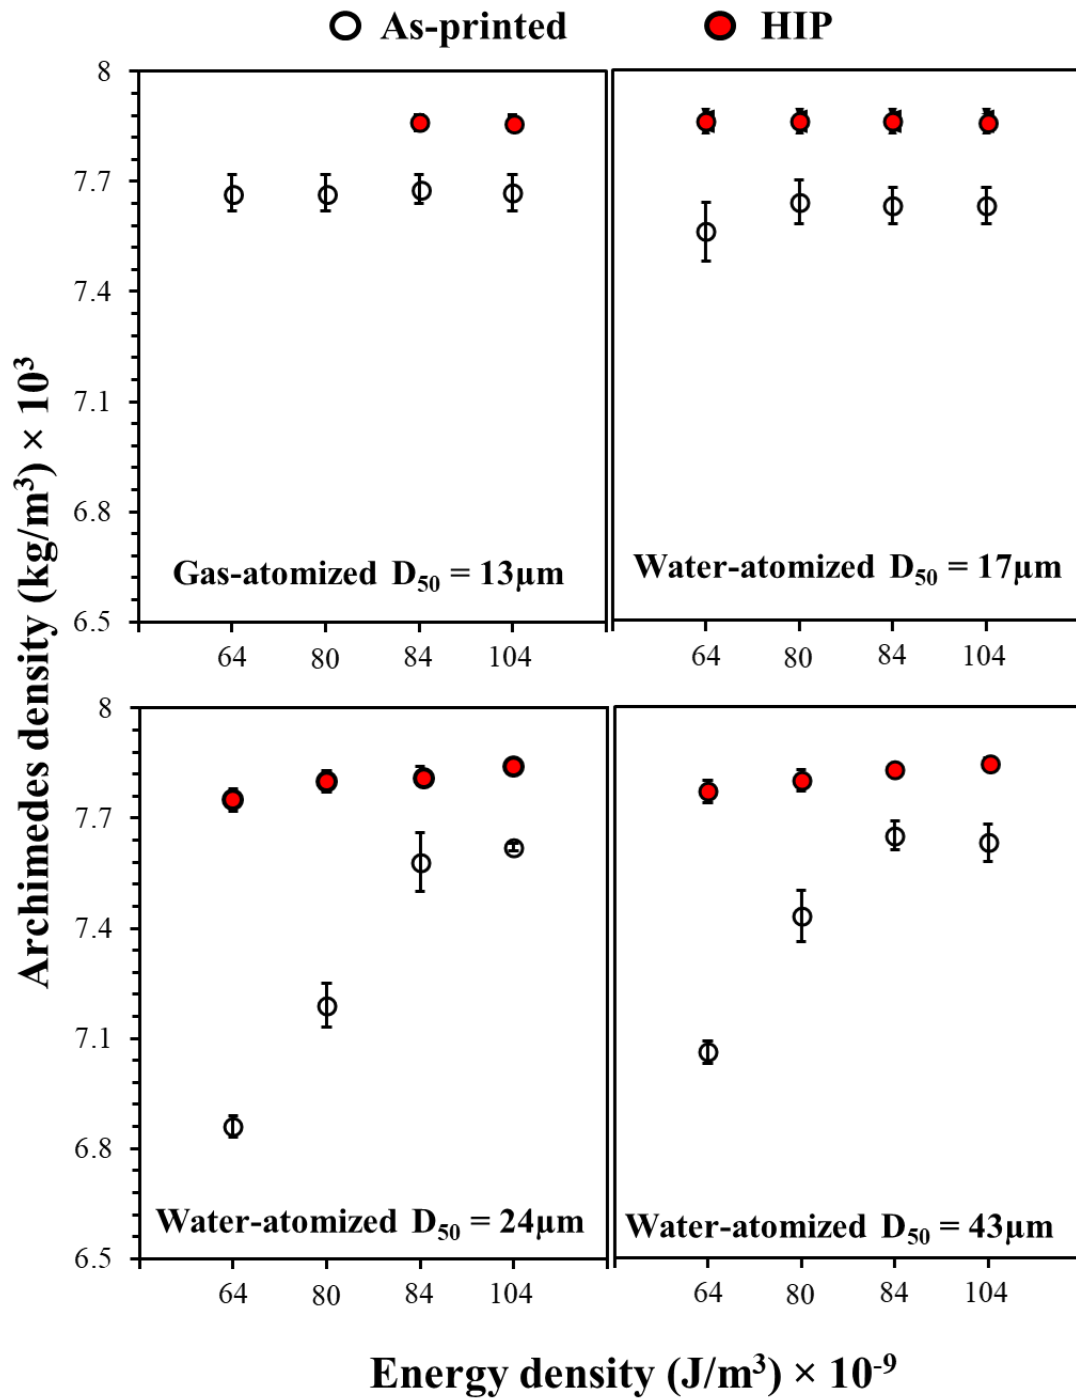 As-printed HIP
Archimedes density (kg/m³) × 10³
8
7.7
7.4
7.1
6.8
6.5
Gas-atomized D₅₀ = 13μm
64 80 84 104
Water-atomized D₅₀ = 17μm
64 80 84 104
8
7.7
7.4
7.1
6.8
6.5
Water-atomized D₅₀ = 24μm
64 80 84 104
Water-atomized D₅₀ = 43μm
64 80 84 104
Energy density (J/m³) × 10⁻⁹